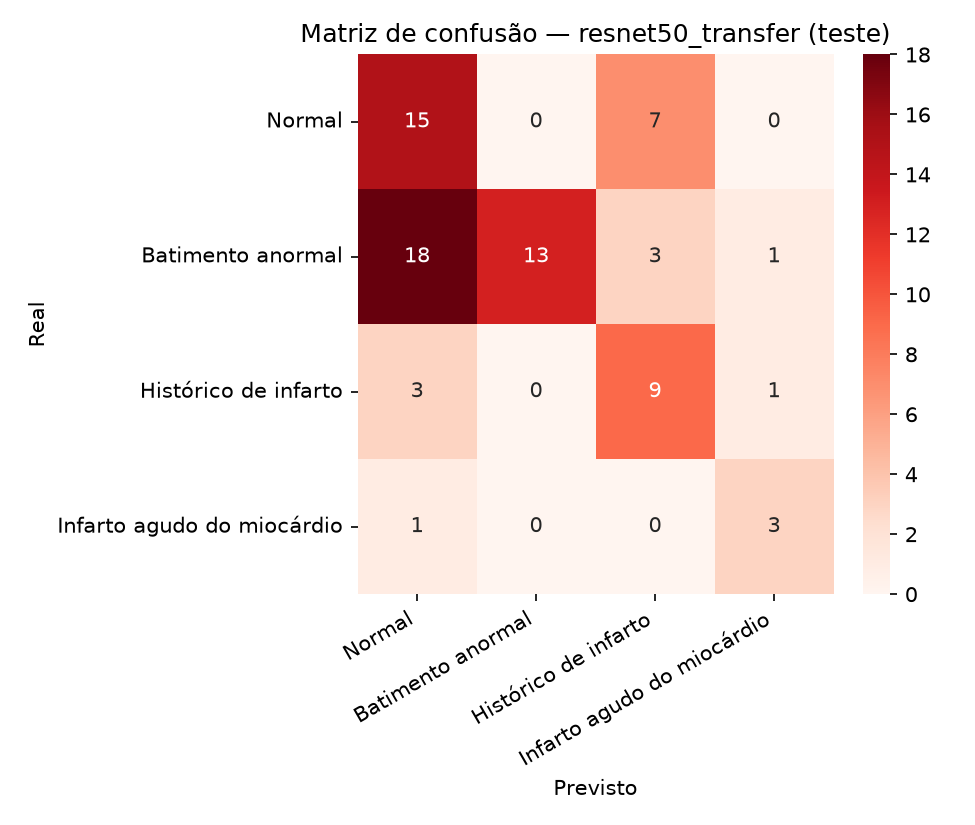 Matriz de confusão — resnet50_transfer (teste)
Normal 15 0 7 0
Batimento anormal 18 13 3 1
Histórico de infarto 3 0 9 1
Infarto agudo do miocárdio 1 0 0 3
Real
Normal
Batimento anormal
Histórico de infarto
Infarto agudo do miocárdio
Previsto
18
16
14
12
10
8
6
4
2
0